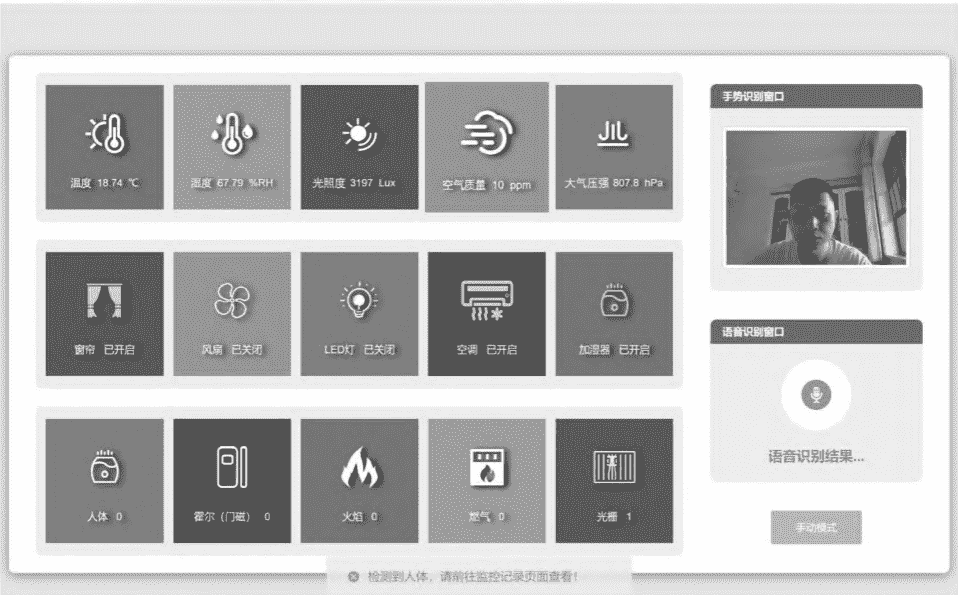 温度 18.74 ℃
湿度 67.79 %RH
光照度 3197 Lux
空气质量 10 ppm
大气压强 807.8 hPa
手势识别窗口
窗帘 已开启
风扇 已关闭
LED灯 已关闭
空调 已开启
加湿器 已开启
语音识别窗口
语音识别结果...
人体 0
霍尔（门磁） 0
火焰 0
燃气 0
光栅 1
手动模式
检测到人体，请前往监控记录页面查看!